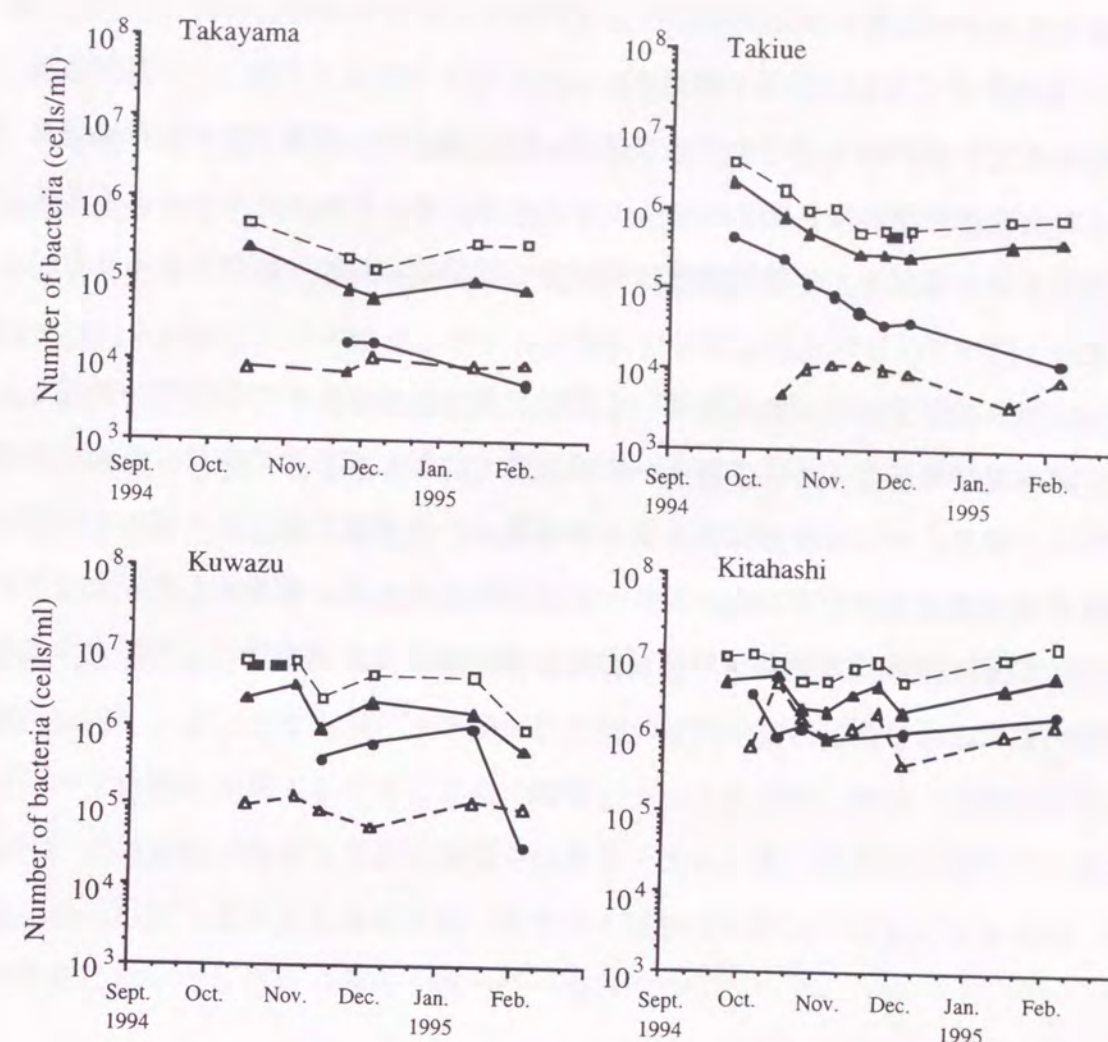 Takayama
Number of bacteria (cells/ml)
10^8
10^7
10^6
10^5
10^4
10^3
Sept.
Oct.
Nov.
Dec.
Jan.
Feb.
1994
1995
Takiue
10^8
10^7
10^6
10^5
10^4
10^3
Sept.
Oct.
Nov.
Dec.
Jan.
Feb.
1994
1995
Kuwazu
Number of bacteria (cells/ml)
10^8
10^7
10^6
10^5
10^4
10^3
Sept.
Oct.
Nov.
Dec.
Jan.
Feb.
1994
1995
Kitahashi
10^8
10^7
10^6
10^5
10^4
10^3
Sept.
Oct.
Nov.
Dec.
Jan.
Feb.
1994
1995